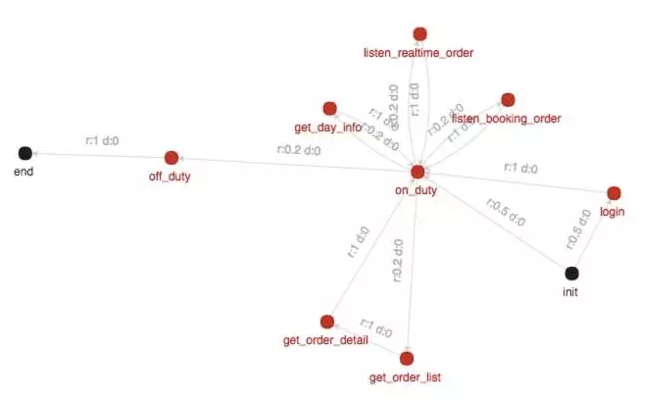 listen_realtime_order
r:0.2 d:0
r:1 d:0
listen_booking_order
r:0.2 d:0
r:1 d:0
get_day_info
r:1 d:0
r:0.2 d:0
r:1 d:0
end
off_duty
r:0.2 d:0
on_duty
r:1 d:0
login
r:0.5 d:0
r:0.5 d:0
init
r:1 d:0
r:0.2 d:0
get_order_detail
r:1 d:0
get_order_list